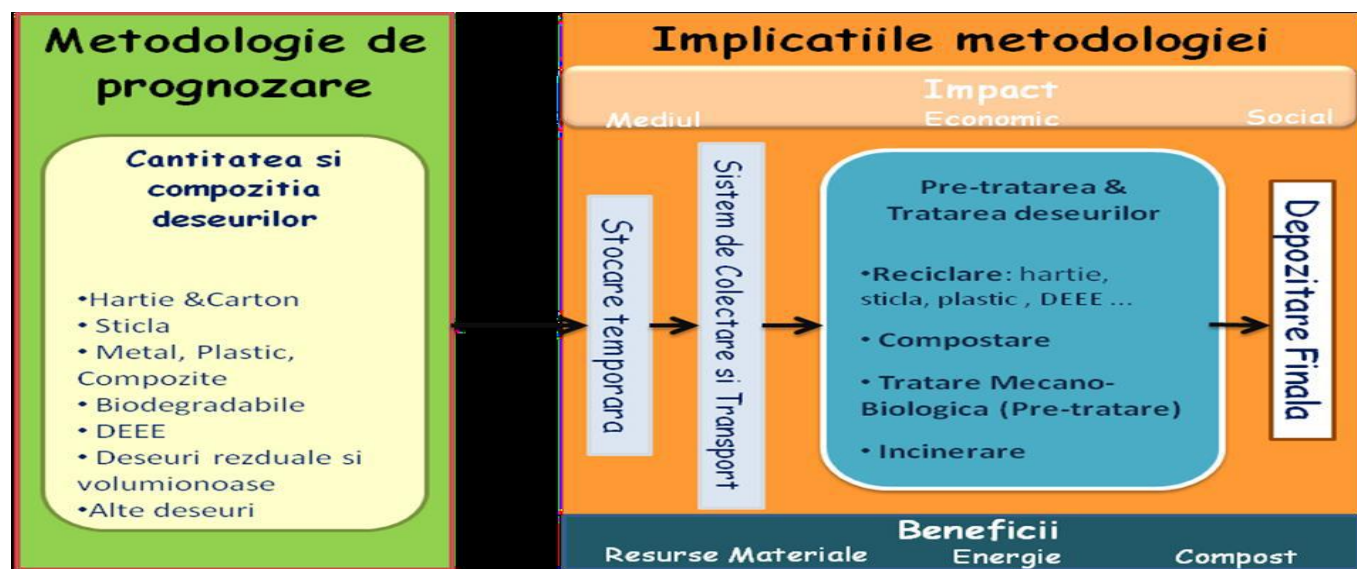 Metodologie de
prognozare
Cantitatea si
compozitia
deseurilor
•Hartie &Carton
• Sticla
• Metal, Plastic,
Compozite
• Biodegradabile
• DEEE
• Deseuri rezduale si
volumionoase
•Alte deseuri
Implicatiile metodologiei
Impact
Mediul Economic Social
Stocare temporara
Sistem de Colectare si Transport
Pre-tratarea &
Tratarea deseurilor
•Reciclare: hartie,
sticla, plastic , DEEE ...
• Compostare
• Tratare Mecano-
Biologica (Pre-tratare)
• Incinerare
Depozitare Finala
Beneficii
Resurse Materiale Energie Compost